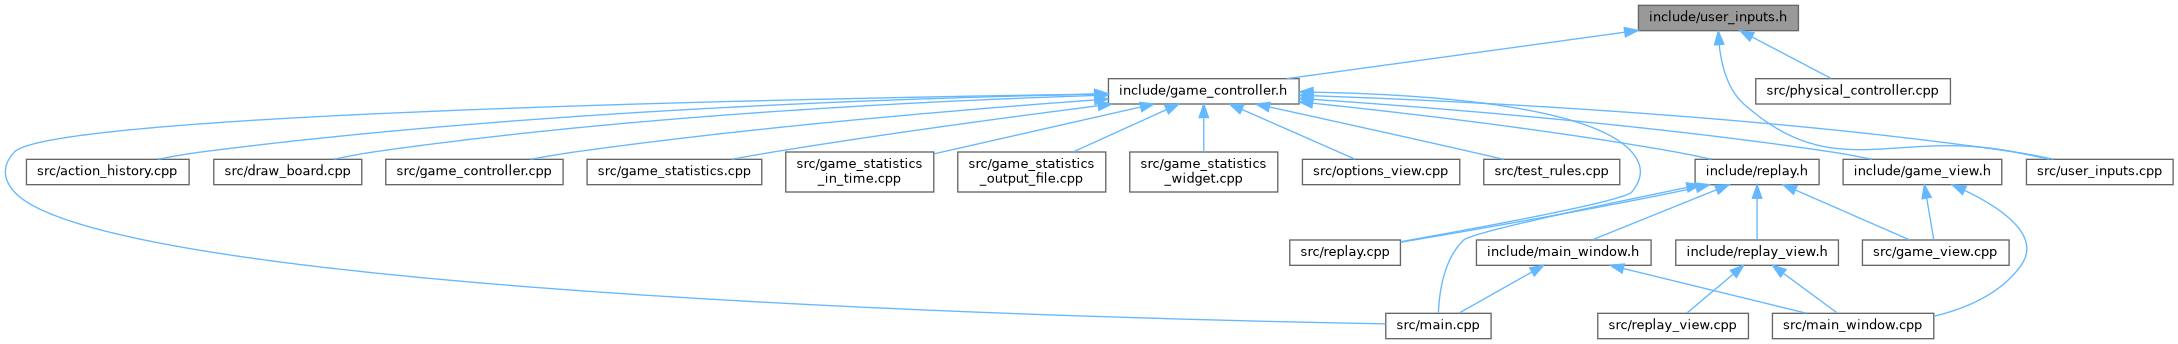 include/user_inputs.h
include/game_controller.h
src/physical_controller.cpp
src/action_history.cpp
src/draw_board.cpp
src/game_controller.cpp
src/game_statistics.cpp
src/game_statistics
_in_time.cpp
src/game_statistics
_output_file.cpp
src/game_statistics
_widget.cpp
src/options_view.cpp
src/test_rules.cpp
include/replay.h
include/game_view.h
src/user_inputs.cpp
src/replay.cpp
include/main_window.h
include/replay_view.h
src/game_view.cpp
src/main.cpp
src/replay_view.cpp
src/main_window.cpp